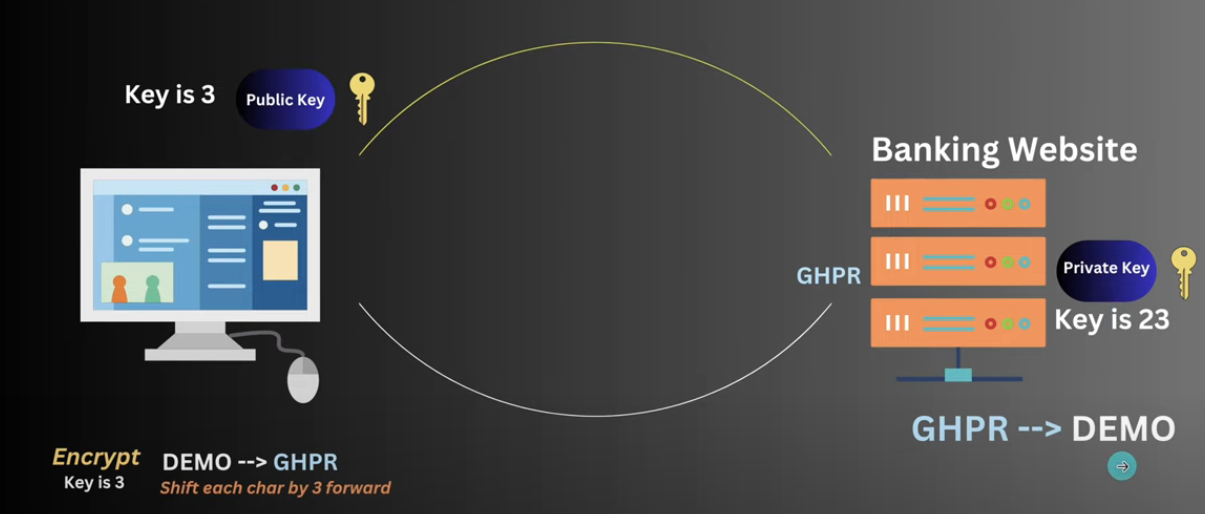 Key is 3
Public Key
Banking Website
GHPR
Private Key
Key is 23
GHPR --> DEMO
Encrypt
Key is 3
DEMO --> GHPR
Shift each char by 3 forward